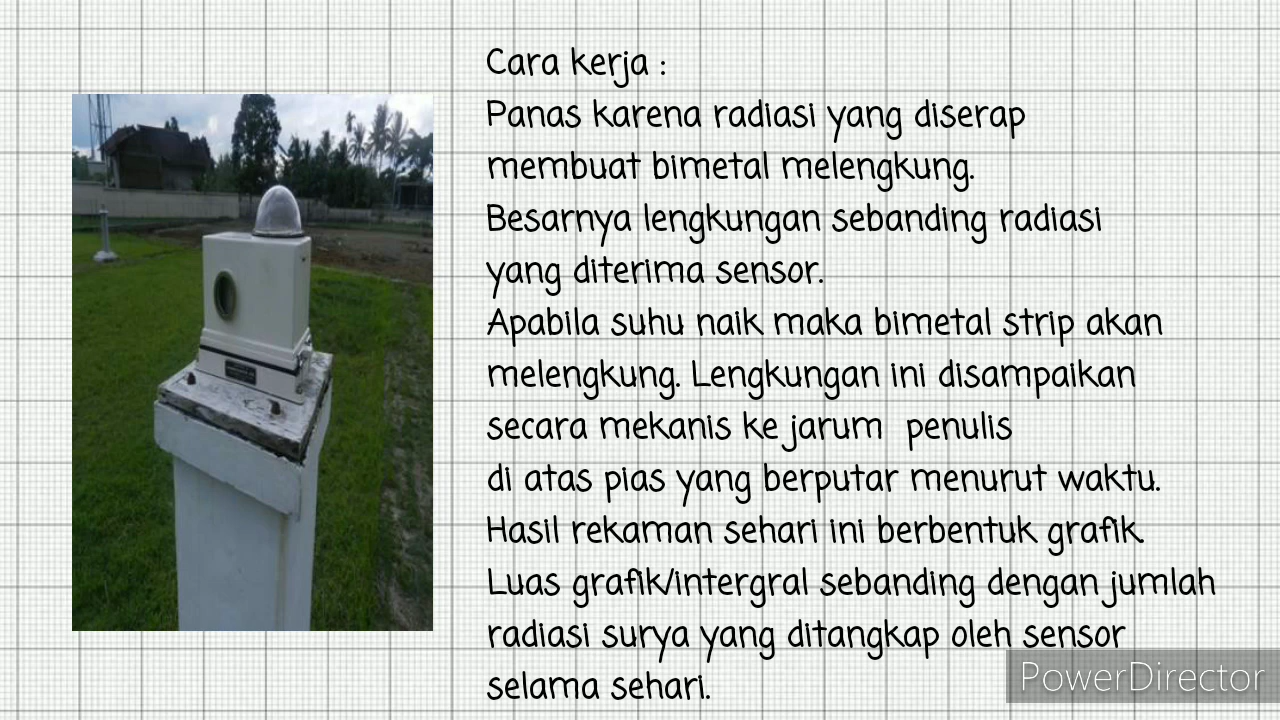 Cara kerja :
Panas karena radiasi yang diserap
membuat bimetal melengkung.
Besarnya lengkungan sebanding radiasi
yang diterima sensor.
Apabila suhu naik maka bimetal strip akan
melengkung. Lengkungan ini disampaikan
secara mekanis ke jarum penulis
di atas pias yang berputar menurut waktu.
Hasil rekaman sehari ini berbentuk grafik.
Luas grafik/intergral sebanding dengan jumlah
radiasi surya yang ditangkap oleh sensor
selama sehari.
PowerDirector